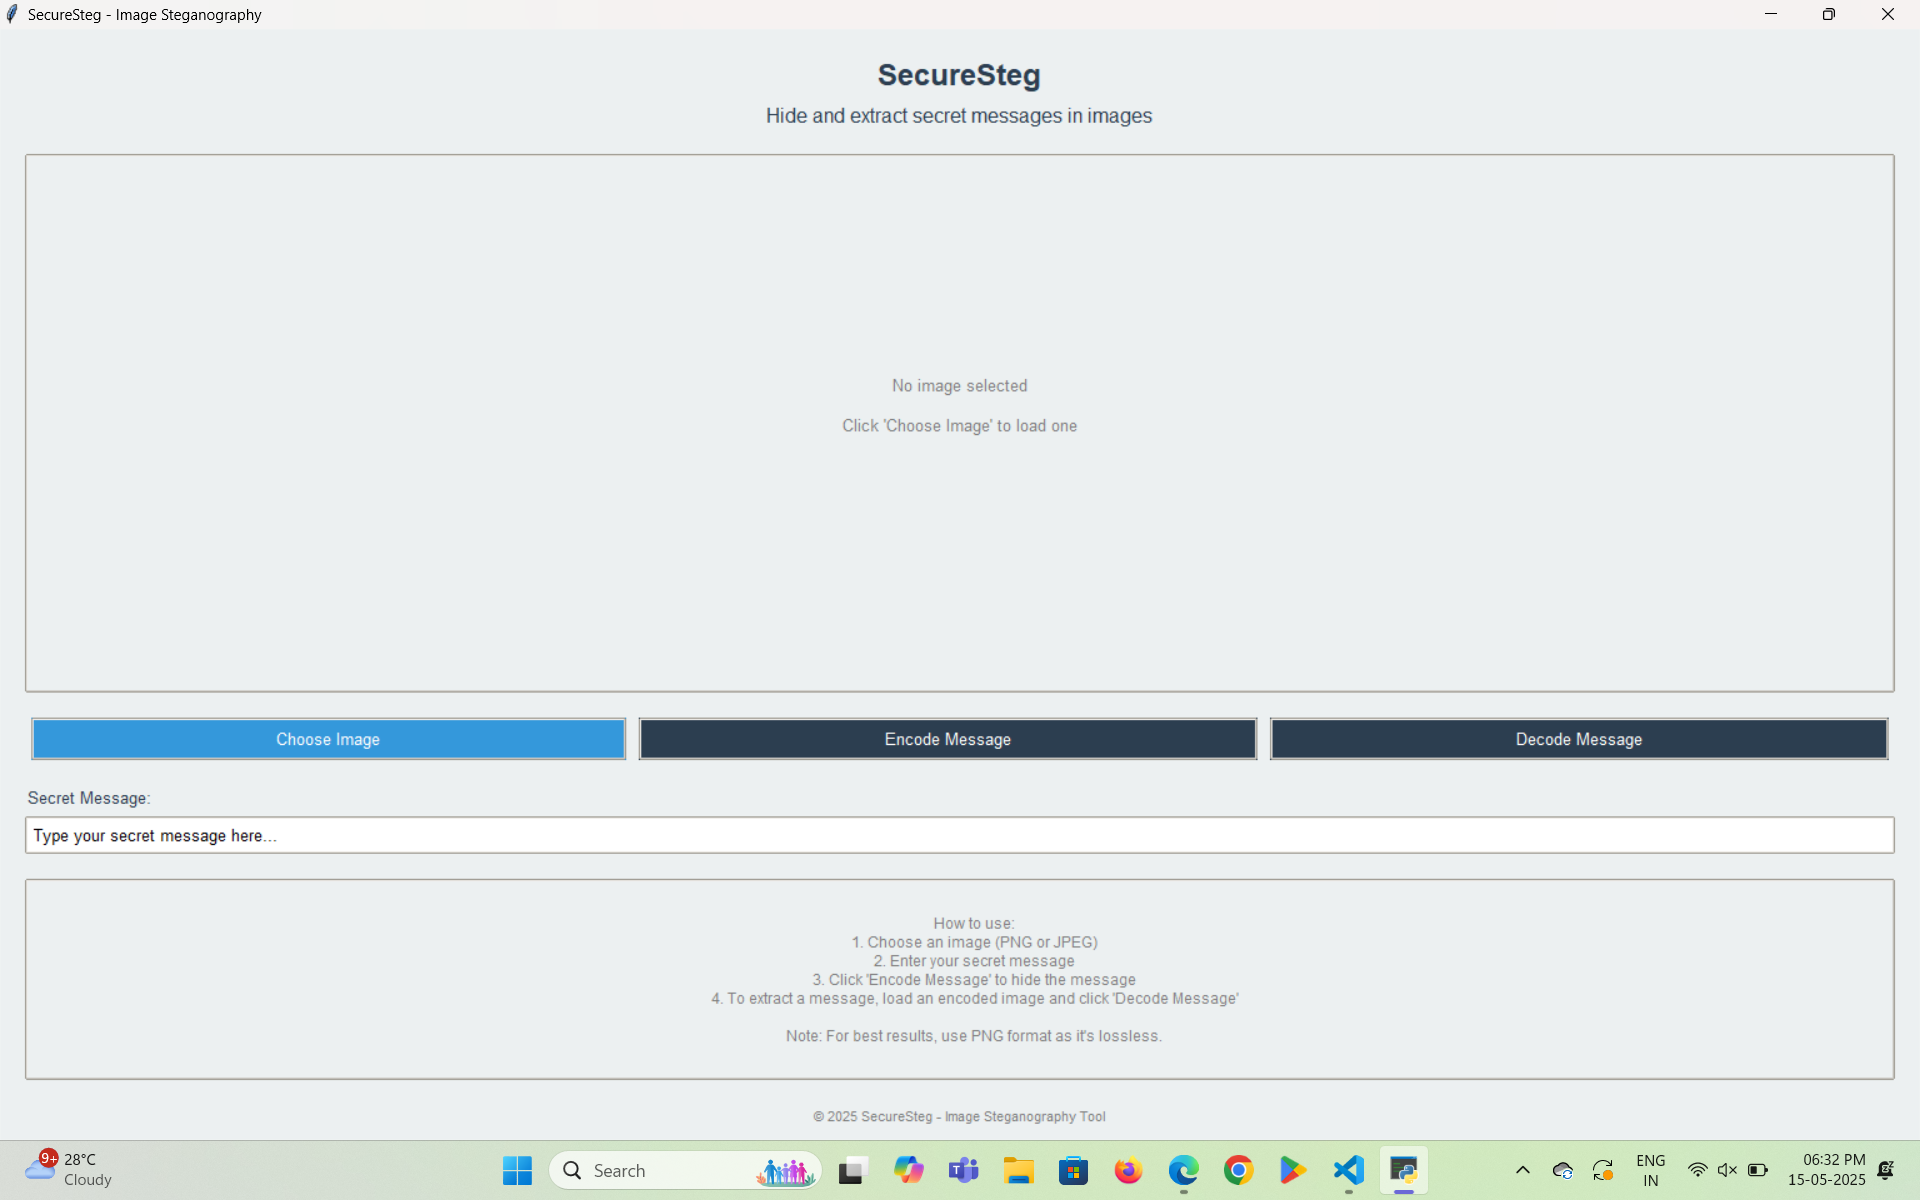 SecureSteg - Image Steganography
SecureSteg
Hide and extract secret messages in images
No image selected
Click 'Choose Image' to load one
Choose Image
Encode Message
Decode Message
Secret Message:
Type your secret message here...
How to use:
1. Choose an image (PNG or JPEG)
2. Enter your secret message
3. Click 'Encode Message' to hide the message
4. To extract a message, load an encoded image and click 'Decode Message'
Note: For best results, use PNG format as it's lossless.
© 2025 SecureSteg - Image Steganography Tool
9+
28°C
Cloudy
Search
ENG
IN
06:32 PM
15-05-2025